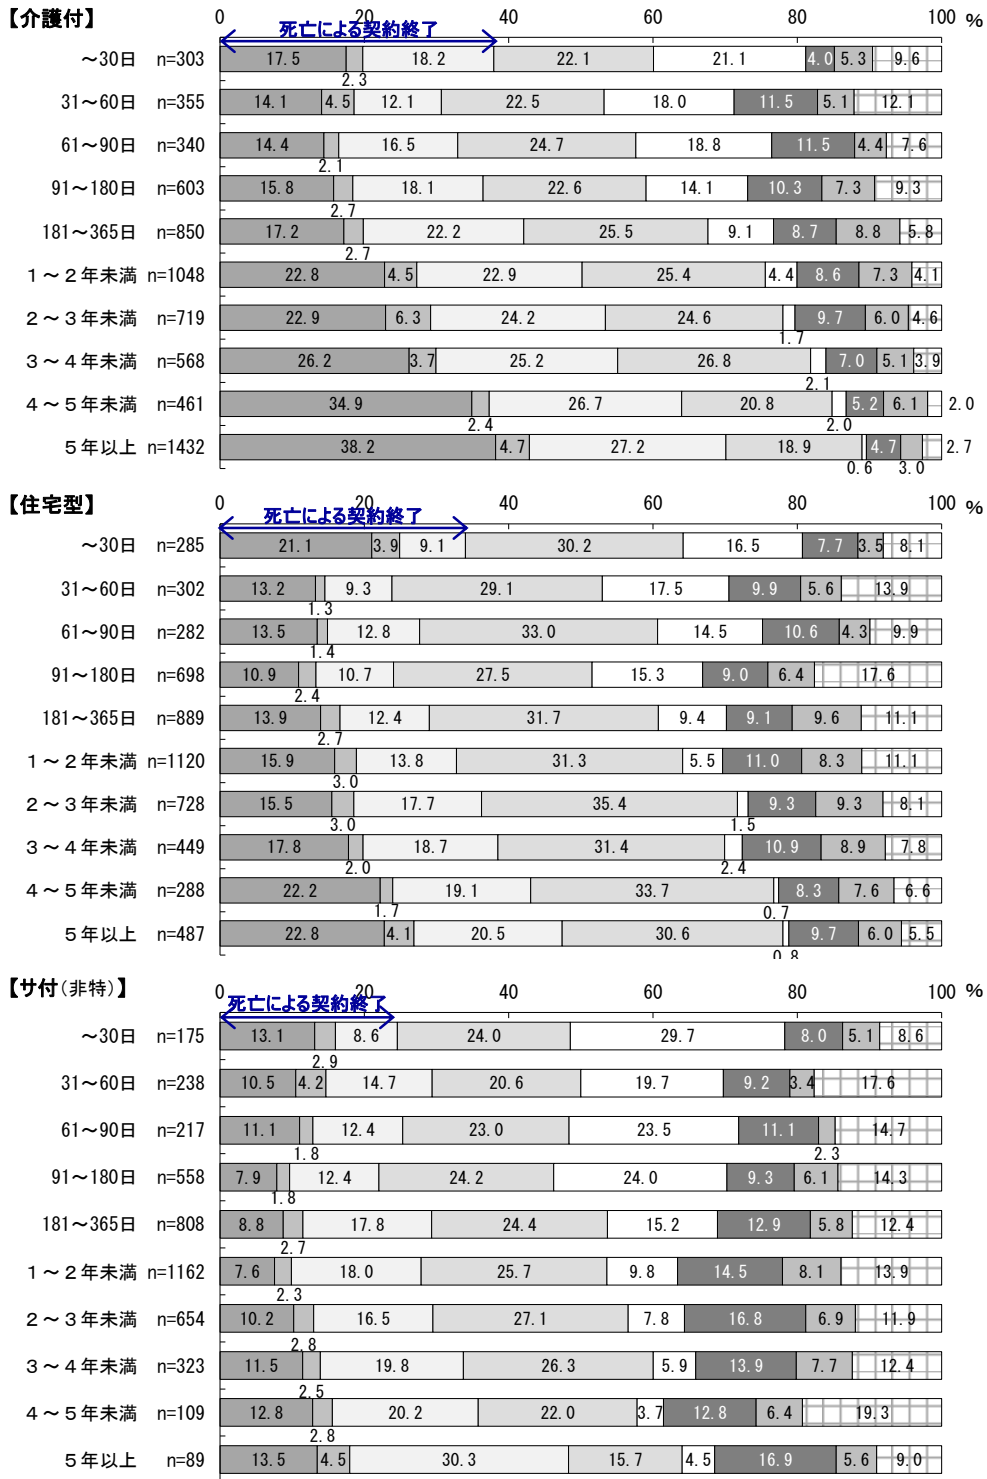 【介護付】
0 20 40 60 80 100 %
死亡による契約終了
～30日 n=303 17.5 18.2 22.1 21.1 4.0 5.3 9.6
2.3
31～60日 n=355 14.1 4.5 12.1 22.5 18.0 11.5 5.1 12.1
61～90日 n=340 14.4 16.5 24.7 18.8 11.5 4.4 7.6
2.1
91～180日 n=603 15.8 18.1 22.6 14.1 10.3 7.3 9.3
2.7
181～365日 n=850 17.2 22.2 25.5 9.1 8.7 8.8 5.8
2.7
１～２年未満 n=1048 22.8 4.5 22.9 25.4 4.4 8.6 7.3 4.1
２～３年未満 n=719 22.9 6.3 24.2 24.6 9.7 6.0 4.6
1.7
３～４年未満 n=568 26.2 3.7 25.2 26.8 7.0 5.1 3.9
2.1
４～５年未満 n=461 34.9 26.7 20.8 5.2 6.1 2.0
2.4 2.0
５年以上 n=1432 38.2 4.7 27.2 18.9 4.7 2.7
0.6 3.0
【住宅型】
0 20 40 60 80 100 %
死亡による契約終了
～30日 n=285 21.1 3.9 9.1 30.2 16.5 7.7 3.5 8.1
31～60日 n=302 13.2 9.3 29.1 17.5 9.9 5.6 13.9
1.3
61～90日 n=282 13.5 12.8 33.0 14.5 10.6 4.3 9.9
1.4
91～180日 n=698 10.9 10.7 27.5 15.3 9.0 6.4 17.6
2.4
181～365日 n=889 13.9 12.4 31.7 9.4 9.1 9.6 11.1
2.7
１～２年未満 n=1120 15.9 13.8 31.3 5.5 11.0 8.3 11.1
3.0
２～３年未満 n=728 15.5 17.7 35.4 9.3 9.3 8.1
3.0 1.5
３～４年未満 n=449 17.8 18.7 31.4 10.9 8.9 7.8
2.0 2.4
４～５年未満 n=288 22.2 19.1 33.7 8.3 7.6 6.6
1.7 0.7
５年以上 n=487 22.8 4.1 20.5 30.6 9.7 6.0 5.5
0.8
【サ付(非特)】
0 20 40 60 80 100 %
死亡による契約終了
～30日 n=175 13.1 8.6 24.0 29.7 8.0 5.1 8.6
2.9
31～60日 n=238 10.5 4.2 14.7 20.6 19.7 9.2 3.4 17.6
61～90日 n=217 11.1 12.4 23.0 23.5 11.1 14.7
1.8 2.3
91～180日 n=558 7.9 12.4 24.2 24.0 9.3 6.1 14.3
1.8
181～365日 n=808 8.8 17.8 24.4 15.2 12.9 5.8 12.4
2.7
１～２年未満 n=1162 7.6 18.0 25.7 9.8 14.5 8.1 13.9
2.3
２～３年未満 n=654 10.2 16.5 27.1 7.8 16.8 6.9 11.9
2.8
３～４年未満 n=323 11.5 19.8 26.3 5.9 13.9 7.7 12.4
2.5
４～５年未満 n=109 12.8 20.2 22.0 3.7 12.8 6.4 19.3
2.8
５年以上 n=89 13.5 4.5 30.3 15.7 4.5 16.9 5.6 9.0